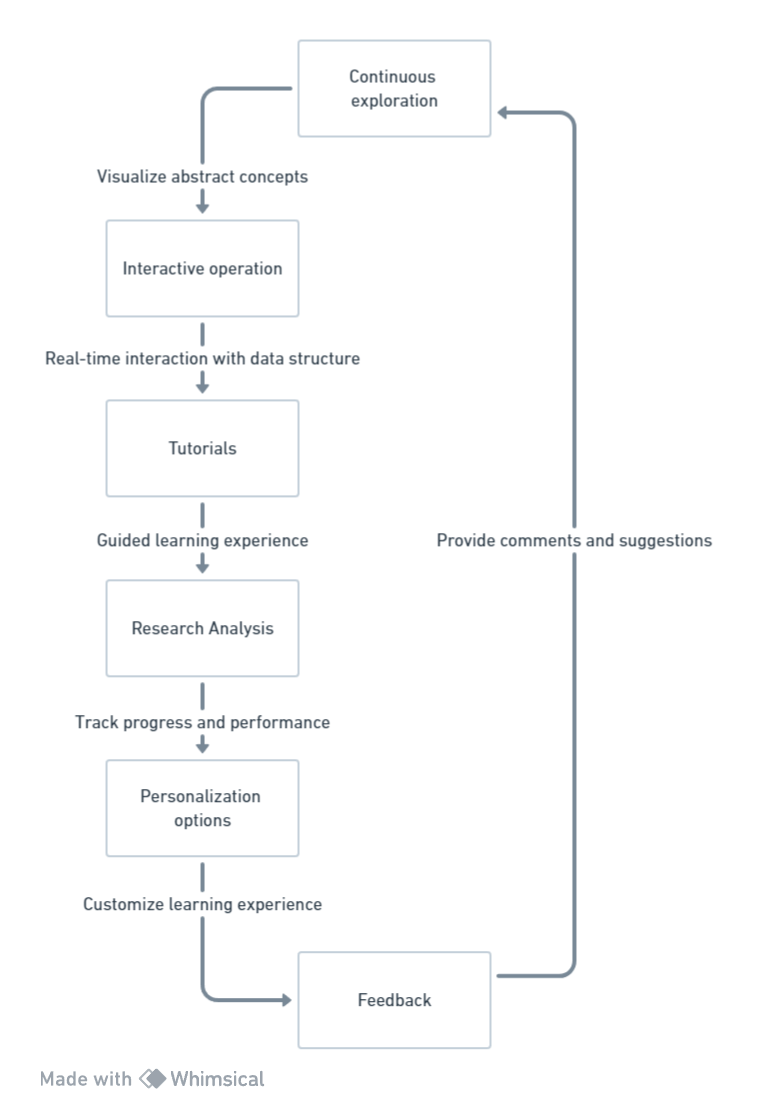 Continuous
exploration
Visualize abstract concepts
Interactive operation
Real-time interaction with data structure
Tutorials
Guided learning experience
Provide comments and suggestions
Research Analysis
Track progress and performance
Personalization
options
Customize learning experience
Feedback
Made with Whimsical